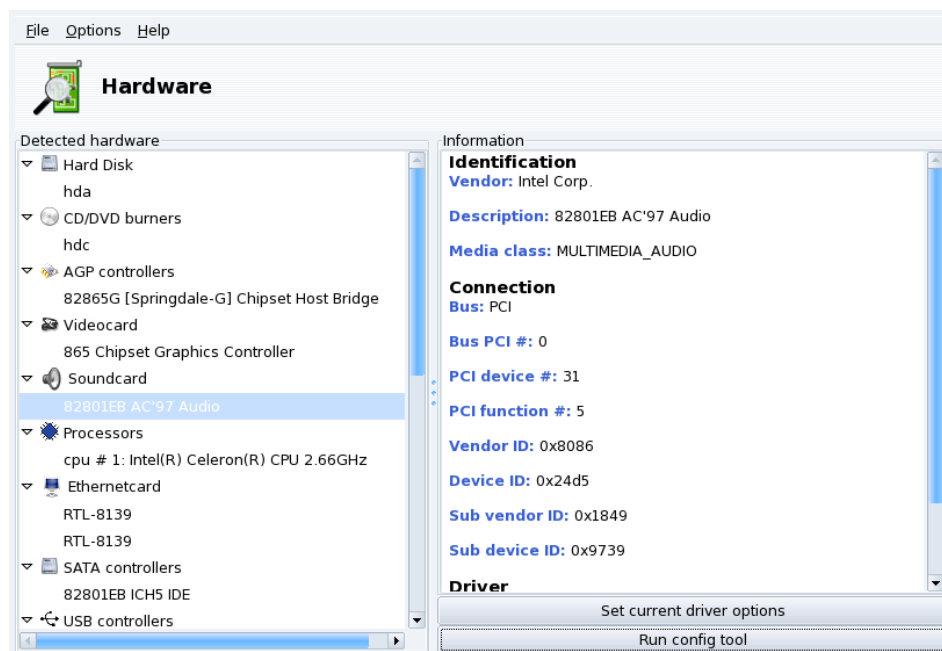 File Options Help
Hardware
Detected hardware
Hard Disk
hda
CD/DVD burners
hdc
AGP controllers
82865G [Springdale-G] Chipset Host Bridge
Videocard
865 Chipset Graphics Controller
Soundcard
82801EB AC'97 Audio
Processors
cpu # 1: Intel(R) Celeron(R) CPU 2.66GHz
Ethernetcard
RTL-8139
RTL-8139
SATA controllers
82801EB ICH5 IDE
USB controllers
Information
Identification
Vendor: Intel Corp.
Description: 82801EB AC'97 Audio
Media class: MULTIMEDIA_AUDIO
Connection
Bus: PCI
Bus PCI #: 0
PCI device #: 31
PCI function #: 5
Vendor ID: 0x8086
Device ID: 0x24d5
Sub vendor ID: 0x1849
Sub device ID: 0x9739
Driver
Set current driver options
Run config tool